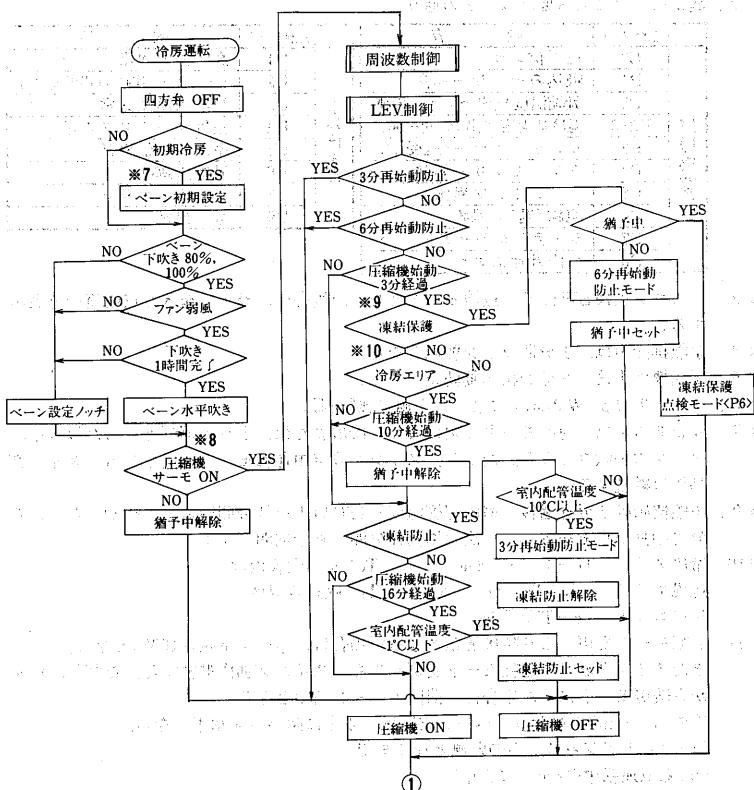 冷房運転
四方弁 OFF
NO
初期冷房
※7
YES
ベーン初期設定
NO
ベーン
下吹き 80%,
100%
YES
NO
ファン弱風
YES
NO
下吹き
1時間完了
YES
ベーン設定ノッチ
ベーン水平吹き
※8
圧縮機
サーモ ON
YES
NO
猶予中解除
周波数制御
LEV制御
YES
3分再始動防止
NO
YES
6分再始動防止
NO
NO
圧縮機始動
3分経過
※9
YES
凍結保護
YES
※10
NO
冷房エリア
NO
YES
NO
圧縮機始動
10分経過
YES
猶予中解除
凍結防止
YES
NO
NO
圧縮機始動
16分経過
YES
室内配管温度
1℃以下
YES
NO
圧縮機 ON
①
猶予中
YES
NO
6分再始動
防止モード
猶予中セット
凍結保護
点検モード<P6>
室内配管温度
10℃以上
NO
YES
3分再始動防止モード
凍結防止解除
凍結防止セット
圧縮機 OFF